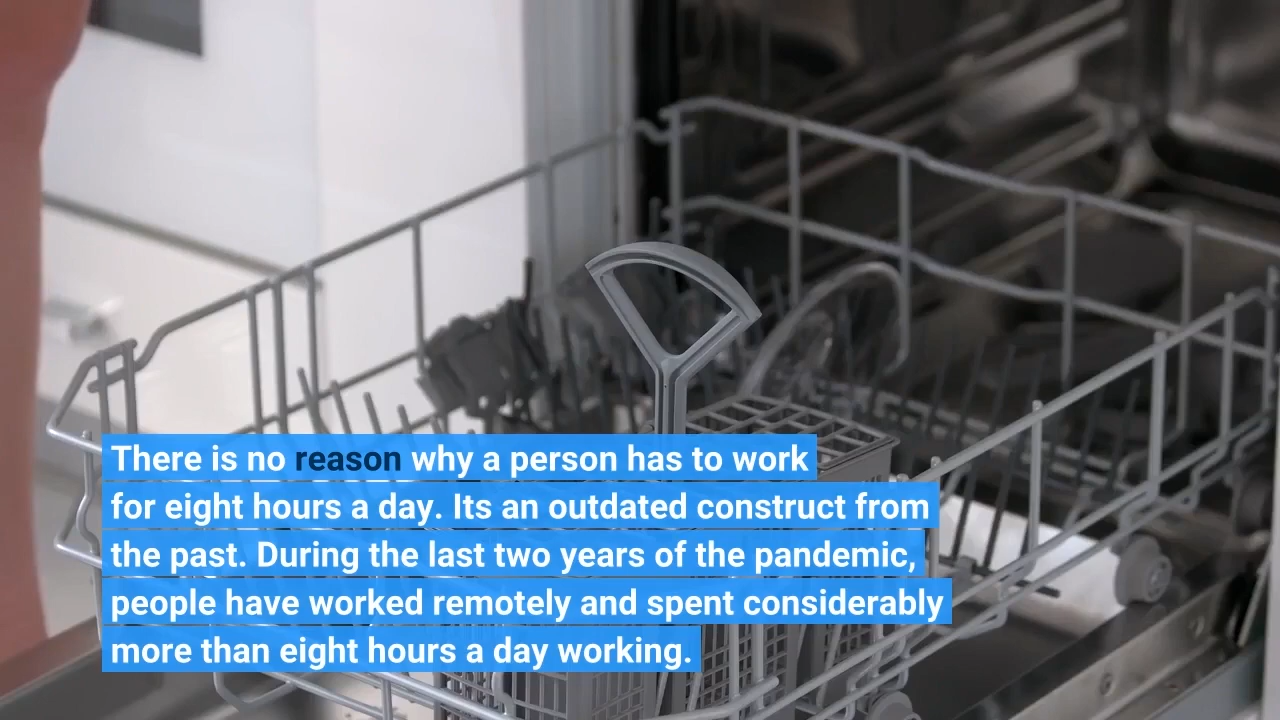 There is no reason why a person has to work
for eight hours a day. Its an outdated construct from
the past. During the last two years of the pandemic,
people have worked remotely and spent considerably
more than eight hours a day working.